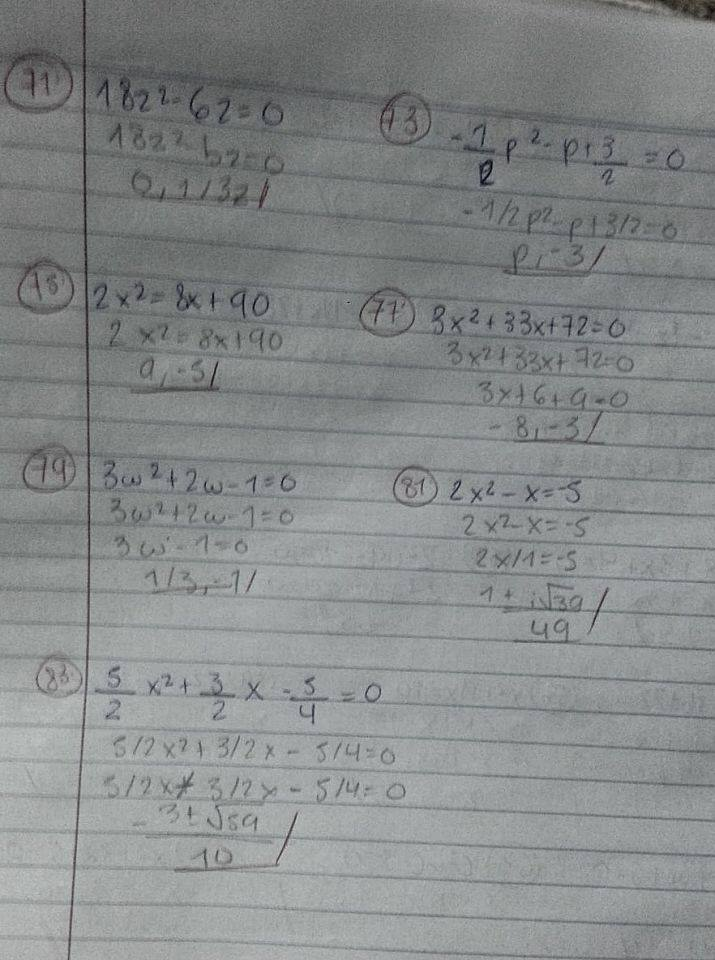 71 18z² - 6z = 0
18z² - 6z = 0
0, 1/3z/
73 -1/2 p² - p + 3/2 = 0
-1/2p² - p + 3/2 = 0
p, -3/
75 2x² = 8x + 90
2x² = 8x + 90
9, -5/
77 3x² + 33x + 72 = 0
3x² + 33x + 72 = 0
3x + 6 + 9 = 0
-8, -3/
79 3w² + 2w - 1 = 0
3w² + 2w - 1 = 0
3w - 1 = 0
1/3, -1/
81 2x² - x = -5
2x² - x = -5
2x/1 = -5
1 ± i√39/
49
83 5/2 x² + 3/2 x - 5/4 = 0
5/2x² + 3/2x - 5/4 = 0
5/2x + 3/2x - 5/4 = 0
-3 ± √59/
10